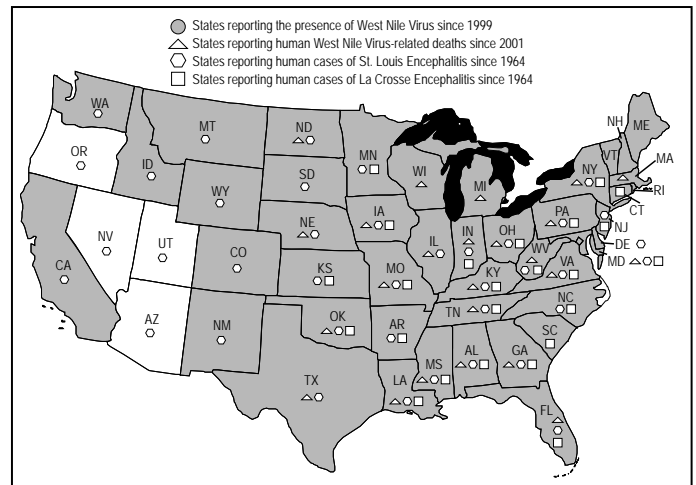 States reporting the presence of West Nile Virus since 1999
States reporting human West Nile Virus-related deaths since 2001
States reporting human cases of St. Louis Encephalitis since 1964
States reporting human cases of La Crosse Encephalitis since 1964
WA
MT
ND
MN
NH
ME
VT
MA
OR
ID
SD
WI
MI
NY
RI
CT
WY
NE
IA
PA
NJ
NV
UT
CO
IL
IN
OH
WV
DE
MD
CA
KS
MO
KY
VA
AZ
NM
OK
AR
TN
NC
SC
TX
LA
MS
AL
GA
FL